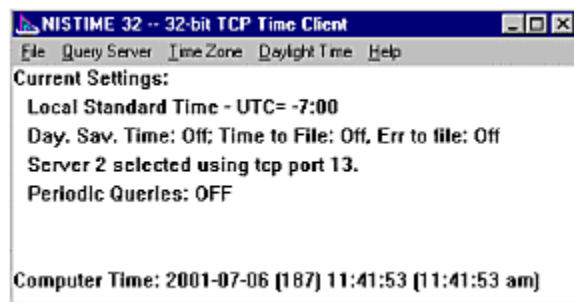 NISTIME 32 -- 32-bit TCP Time Client
File Query Server Time Zone Daylight Time Help
Current Settings:
Local Standard Time - UTC= -7:00
Day. Sav. Time: Off; Time to File: Off, Err to file: Off
Server 2 selected using tcp port 13.
Periodic Queries: OFF
Computer Time: 2001-07-06 (187) 11:41:53 (11:41:53 am)